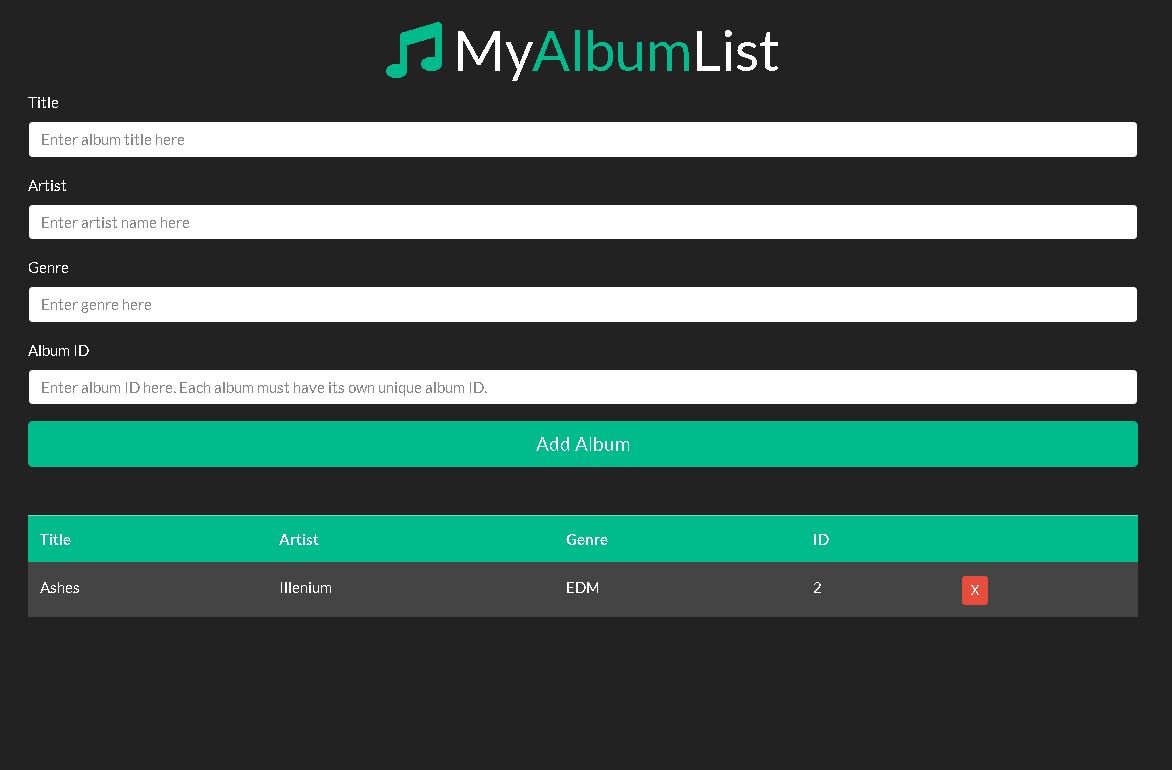 MyAlbumList
Title
Enter album title here
Artist
Enter artist name here
Genre
Enter genre here
Album ID
Enter album ID here. Each album must have its own unique album ID.
Add Album
Title Artist Genre ID
Ashes Illenium EDM 2 X